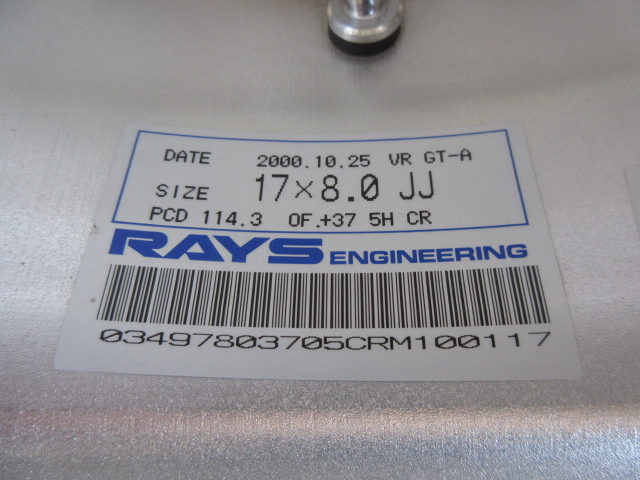 DATE 2000.10.25 VR GT-A
SIZE 17×8.0 JJ
PCD 114.3 OF.+37 5H CR
RAYS ENGINEERING
03497803705CRM100117